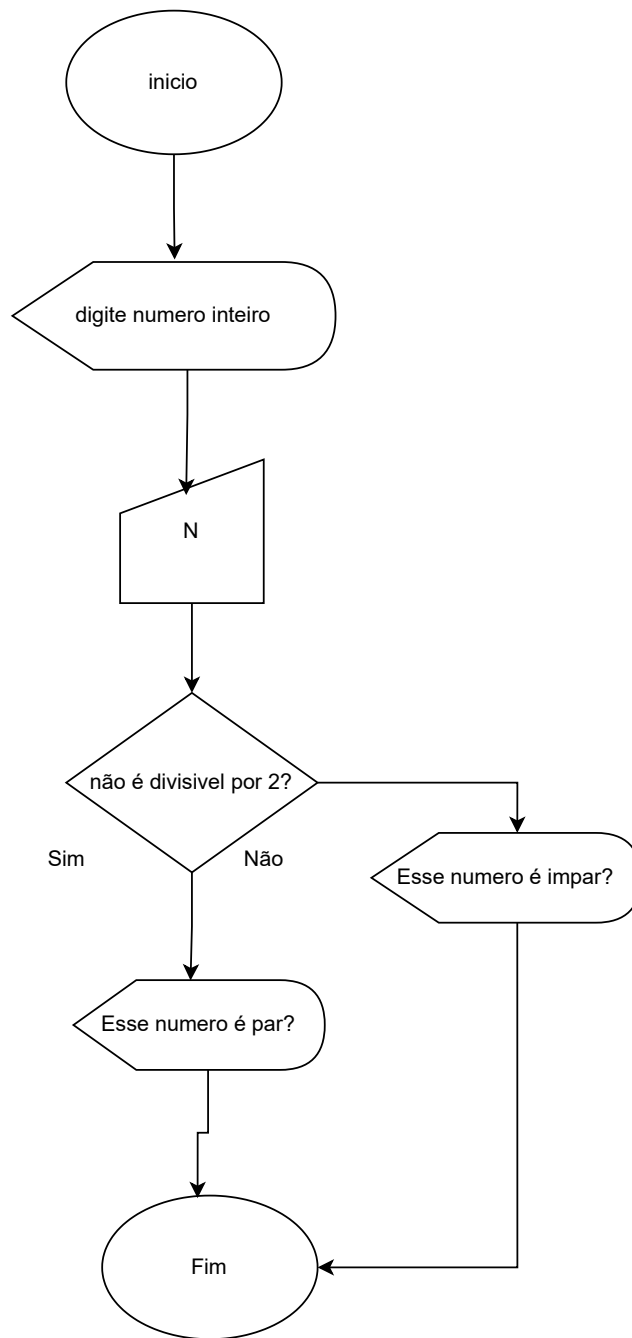 inicio
digite numero inteiro
N
não é divisivel por 2?
Sim
Não
Esse numero é impar?
Esse numero é par?
Fim